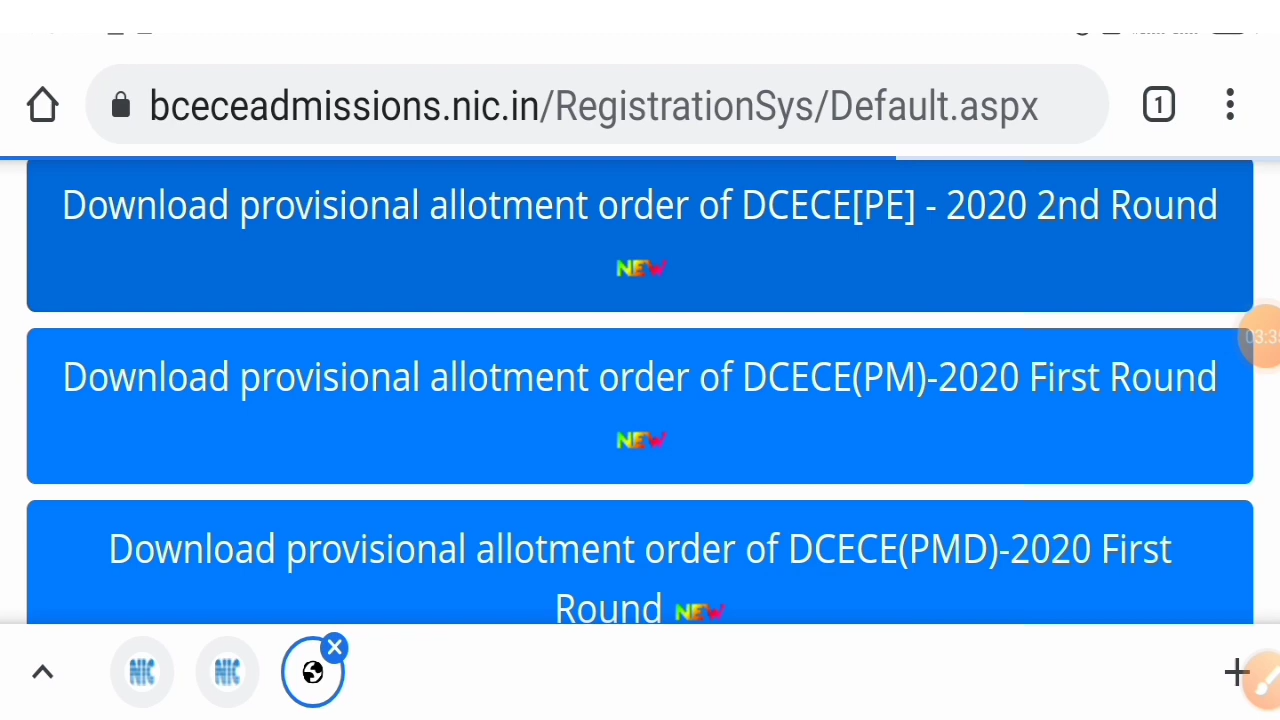 bceceadmissions.nic.in/RegistrationSys/Default.aspx
1
Download provisional allotment order of DCECE[PE] - 2020 2nd Round
NEW
Download provisional allotment order of DCECE(PM)-2020 First Round
NEW
Download provisional allotment order of DCECE(PMD)-2020 First
Round NEW
NIC NIC